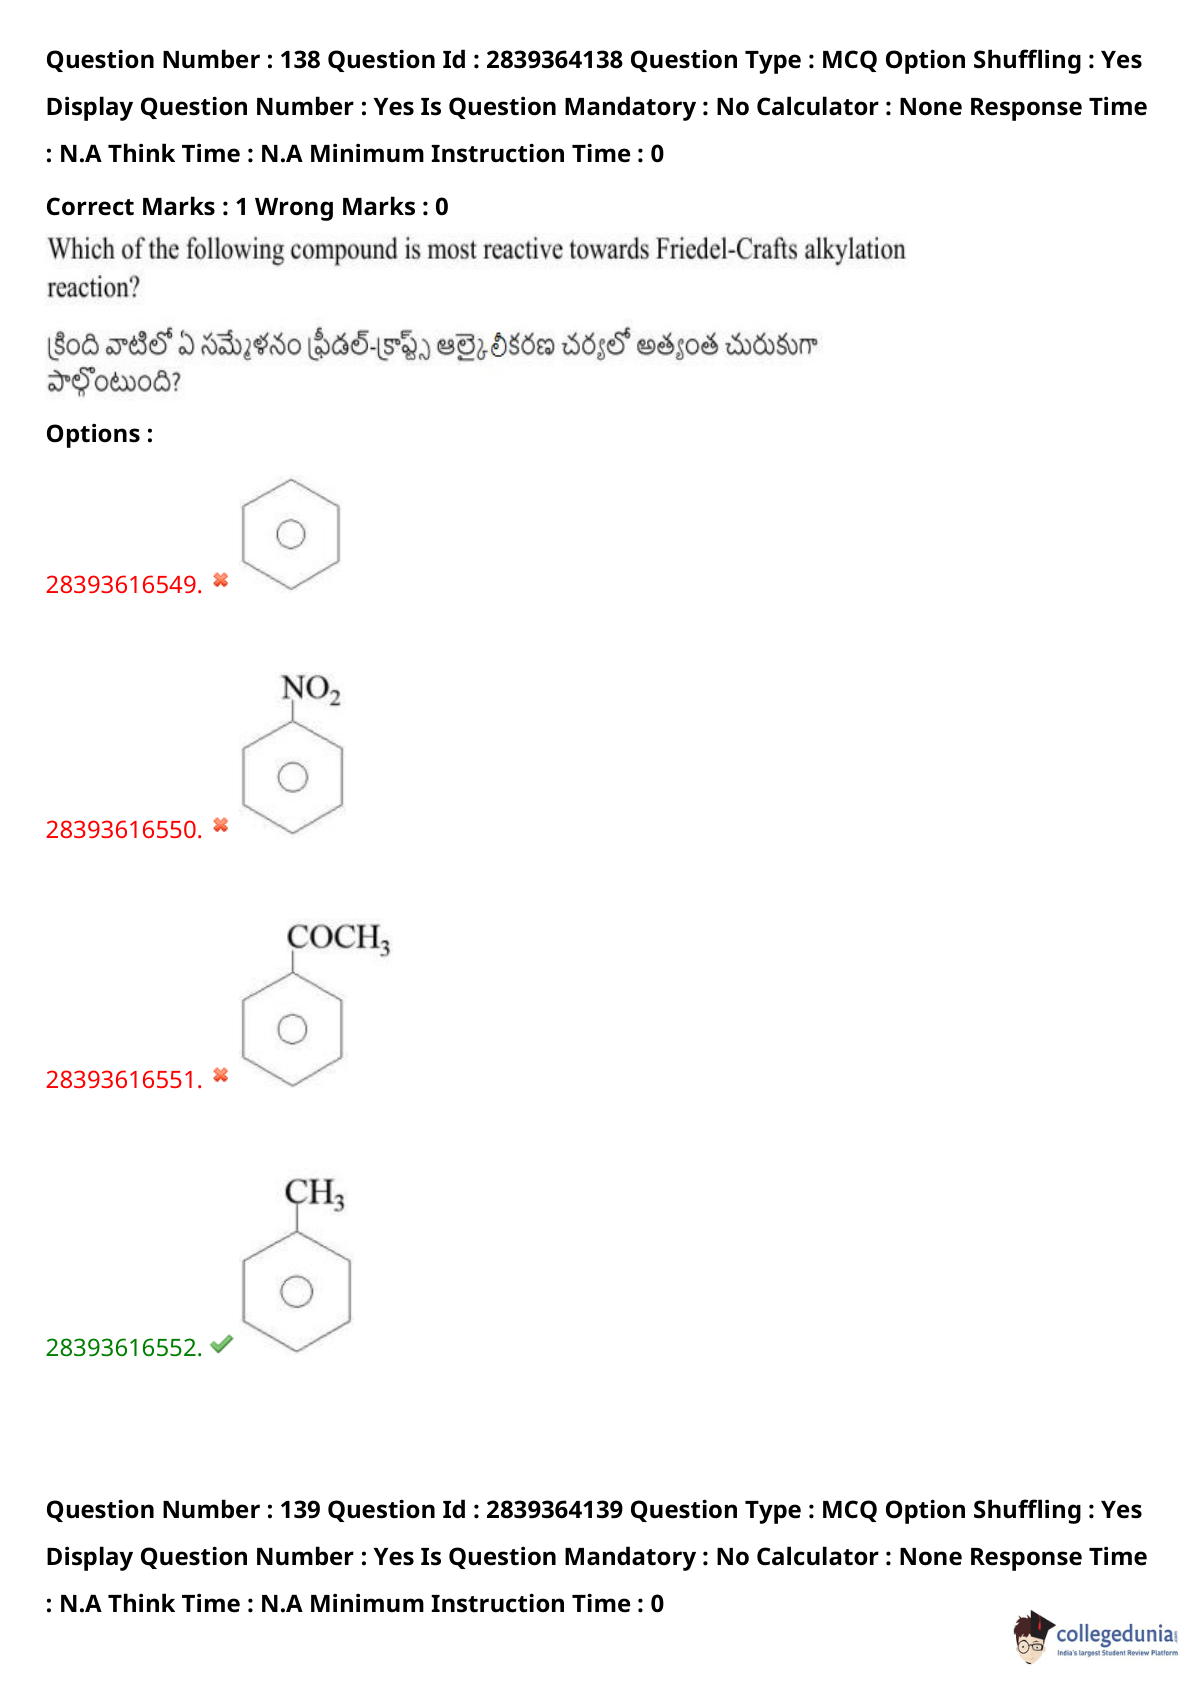 Question Number : 138 Question Id : 2839364138 Question Type : MCQ Option Shuffling : Yes
Display Question Number : Yes Is Question Mandatory : No Calculator : None Response Time
: N.A Think Time : N.A Minimum Instruction Time : 0
Correct Marks : 1 Wrong Marks : 0
Which of the following compound is most reactive towards Friedel-Crafts alkylation
reaction?
క్రింది వాటిలో ఏ సమ్మేళనం ఫ్రీడల్-క్రాఫ్ట్స్ ఆల్కైలీకరణ చర్యలో అత్యంత చురుకుగా
పాల్గొంటుంది?
Options :
28393616549.
NO₂
28393616550.
COCH₃
28393616551.
CH₃
28393616552.
Question Number : 139 Question Id : 2839364139 Question Type : MCQ Option Shuffling : Yes
Display Question Number : Yes Is Question Mandatory : No Calculator : None Response Time
: N.A Think Time : N.A Minimum Instruction Time : 0
collegedunia
India's largest Student Review Platform